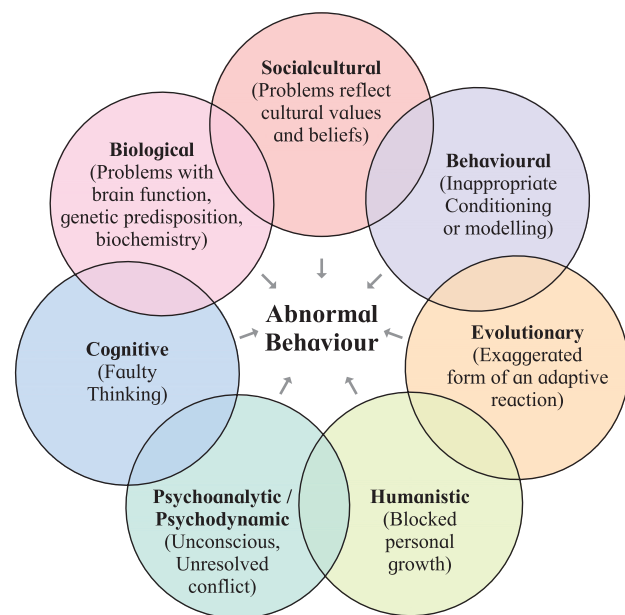 Socialcultural
(Problems reflect
cultural values
and beliefs)
Biological
(Problems with
brain function,
genetic predisposition,
biochemistry)
Behavioural
(Inappropriate
Conditioning
or modelling)
Abnormal
Behaviour
Cognitive
(Faulty
Thinking)
Evolutionary
(Exaggerated
form of an adaptive
reaction)
Psychoanalytic /
Psychodynamic
(Unconscious,
Unresolved
conflict)
Humanistic
(Blocked
personal
growth)